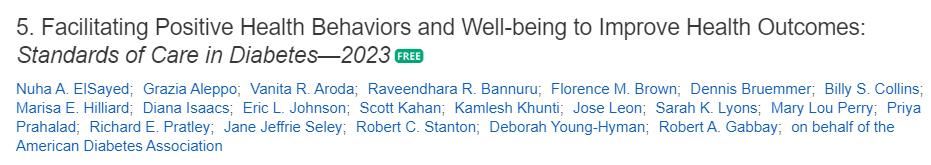 5. Facilitating Positive Health Behaviors and Well-being to Improve Health Outcomes:
Standards of Care in Diabetes—2023 FREE
Nuha A. ElSayed; Grazia Aleppo; Vanita R. Aroda; Raveendhara R. Bannuru; Florence M. Brown; Dennis Bruemmer; Billy S. Collins;
Marisa E. Hilliard; Diana Isaacs; Eric L. Johnson; Scott Kahan; Kamlesh Khunti; Jose Leon; Sarah K. Lyons; Mary Lou Perry; Priya
Prahalad; Richard E. Pratley; Jane Jeffrie Seley; Robert C. Stanton; Deborah Young-Hyman; Robert A. Gabbay; on behalf of the
American Diabetes Association